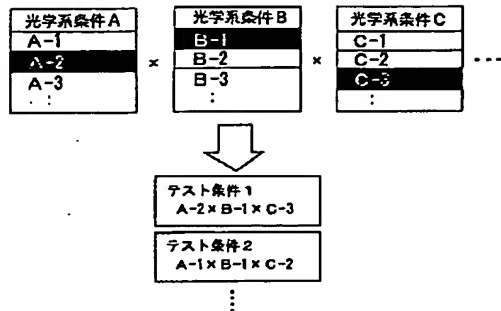 光学系条件A
A-1
A-2
A-3
×
光学系条件B
B-1
B-2
B-3
×
光学系条件C
C-1
C-2
C-3
テスト条件1
A-2×B-1×C-3
テスト条件2
A-1×B-1×C-2